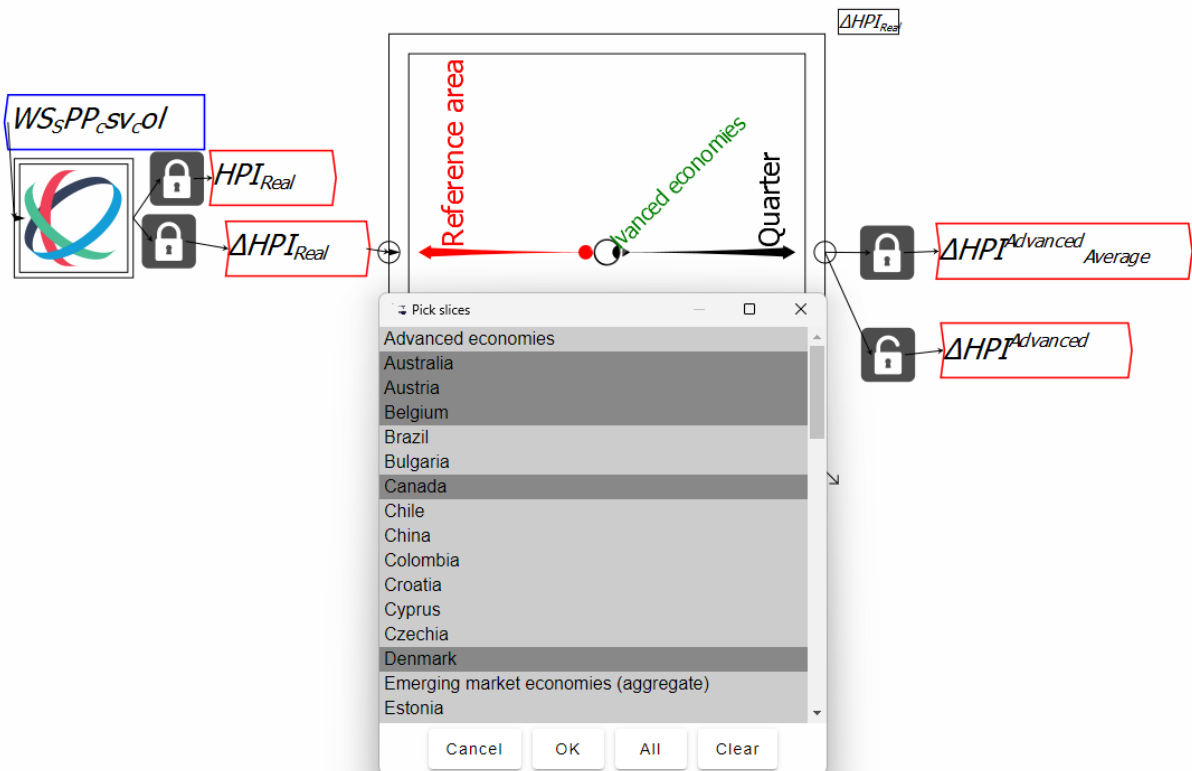 ΔHPI_Real
WS_SPP_csv_col
HPI_Real
ΔHPI_Real
Reference area
economies
Quarter
ΔHPI^Advanced_Average
ΔHPI^Advanced
Pick slices
Advanced economies
Australia
Austria
Belgium
Brazil
Bulgaria
Canada
Chile
China
Colombia
Croatia
Cyprus
Czechia
Denmark
Emerging market economies (aggregate)
Estonia
Cancel OK All Clear